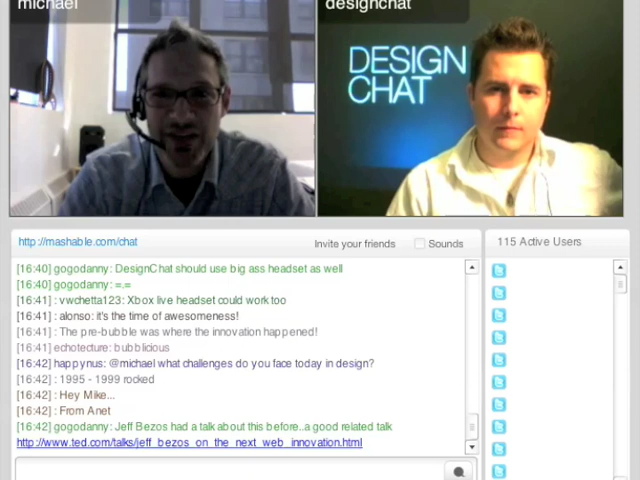 michael
designchat
DESIGN
CHAT
http://mashable.com/chat
Invite your friends
Sounds
115 Active Users
[16:40] gogodanny: DesignChat should use big ass headset as well
[16:40] gogodanny: =.=
[16:41] : vwchetta123: Xbox live headset could work too
[16:41] : alonso: it's the time of awesomeness!
[16:41] : The pre-bubble was where the innovation happened!
[16:41] echotecture: bubblicious
[16:42] happynus: @michael what challenges do you face today in design?
[16:42] : 1995 - 1999 rocked
[16:42] : Hey Mike...
[16:42] : From Anet
[16:42] gogodanny: Jeff Bezos had a talk about this before..a good related talk
http://www.ted.com/talks/jeff_bezos_on_the_next_web_innovation.html